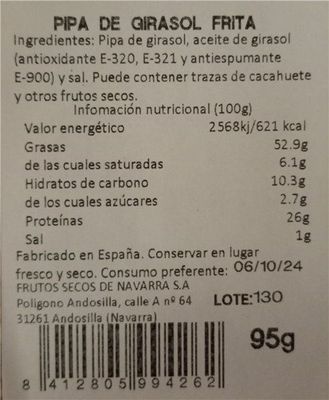 PIPA DE GIRASOL FRITA
Ingredientes: Pipa de girasol, aceite de girasol
(antioxidante E-320, E-321 y antiespumante
E-900) y sal. Puede contener trazas de cacahuete
y otros frutos secos.
Infomación nutricional (100g)
Valor energético 2568kj/621 kcal
Grasas 52.9g
de las cuales saturadas 6.1g
Hidratos de carbono 10.3g
de los cuales azúcares 2.7g
Proteínas 26g
Sal 1g
Fabricado en España. Conservar en lugar
fresco y seco. Consumo preferente: 06/10/24
FRUTOS SECOS DE NAVARRA S.A
Poligono Andosilla, calle A nº 64 LOTE:130
31261 Andosilla (Navarra)
95g
8 412805 994262